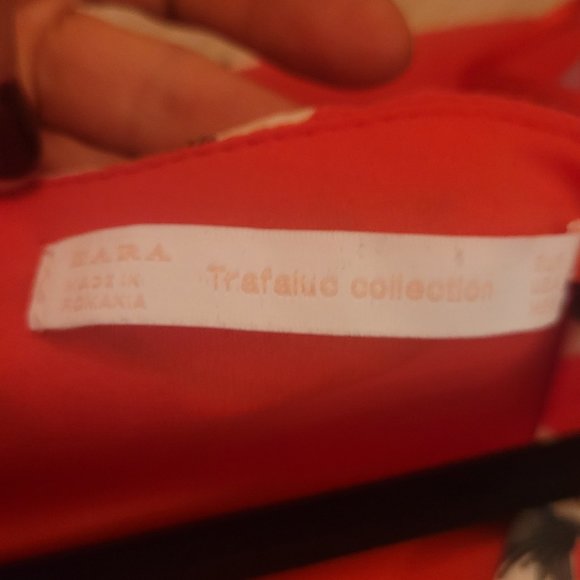 ZARA
MADE IN
ROMANIA
Trafaluc collection